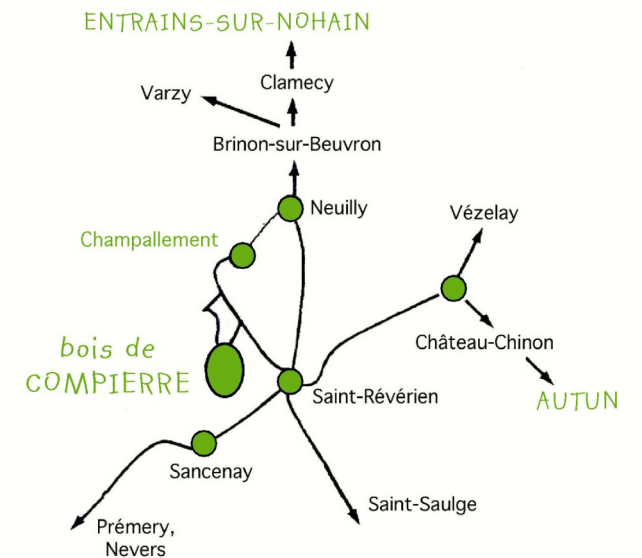 ENTRAINS-SUR-NOHAIN
Clamecy
Varzy
Brinon-sur-Beuvron
Neuilly
Vézelay
Champallement
Château-Chinon
bois de
COMPIERRE
Saint-Révérien
AUTUN
Sancenay
Saint-Saulge
Prémery,
Nevers